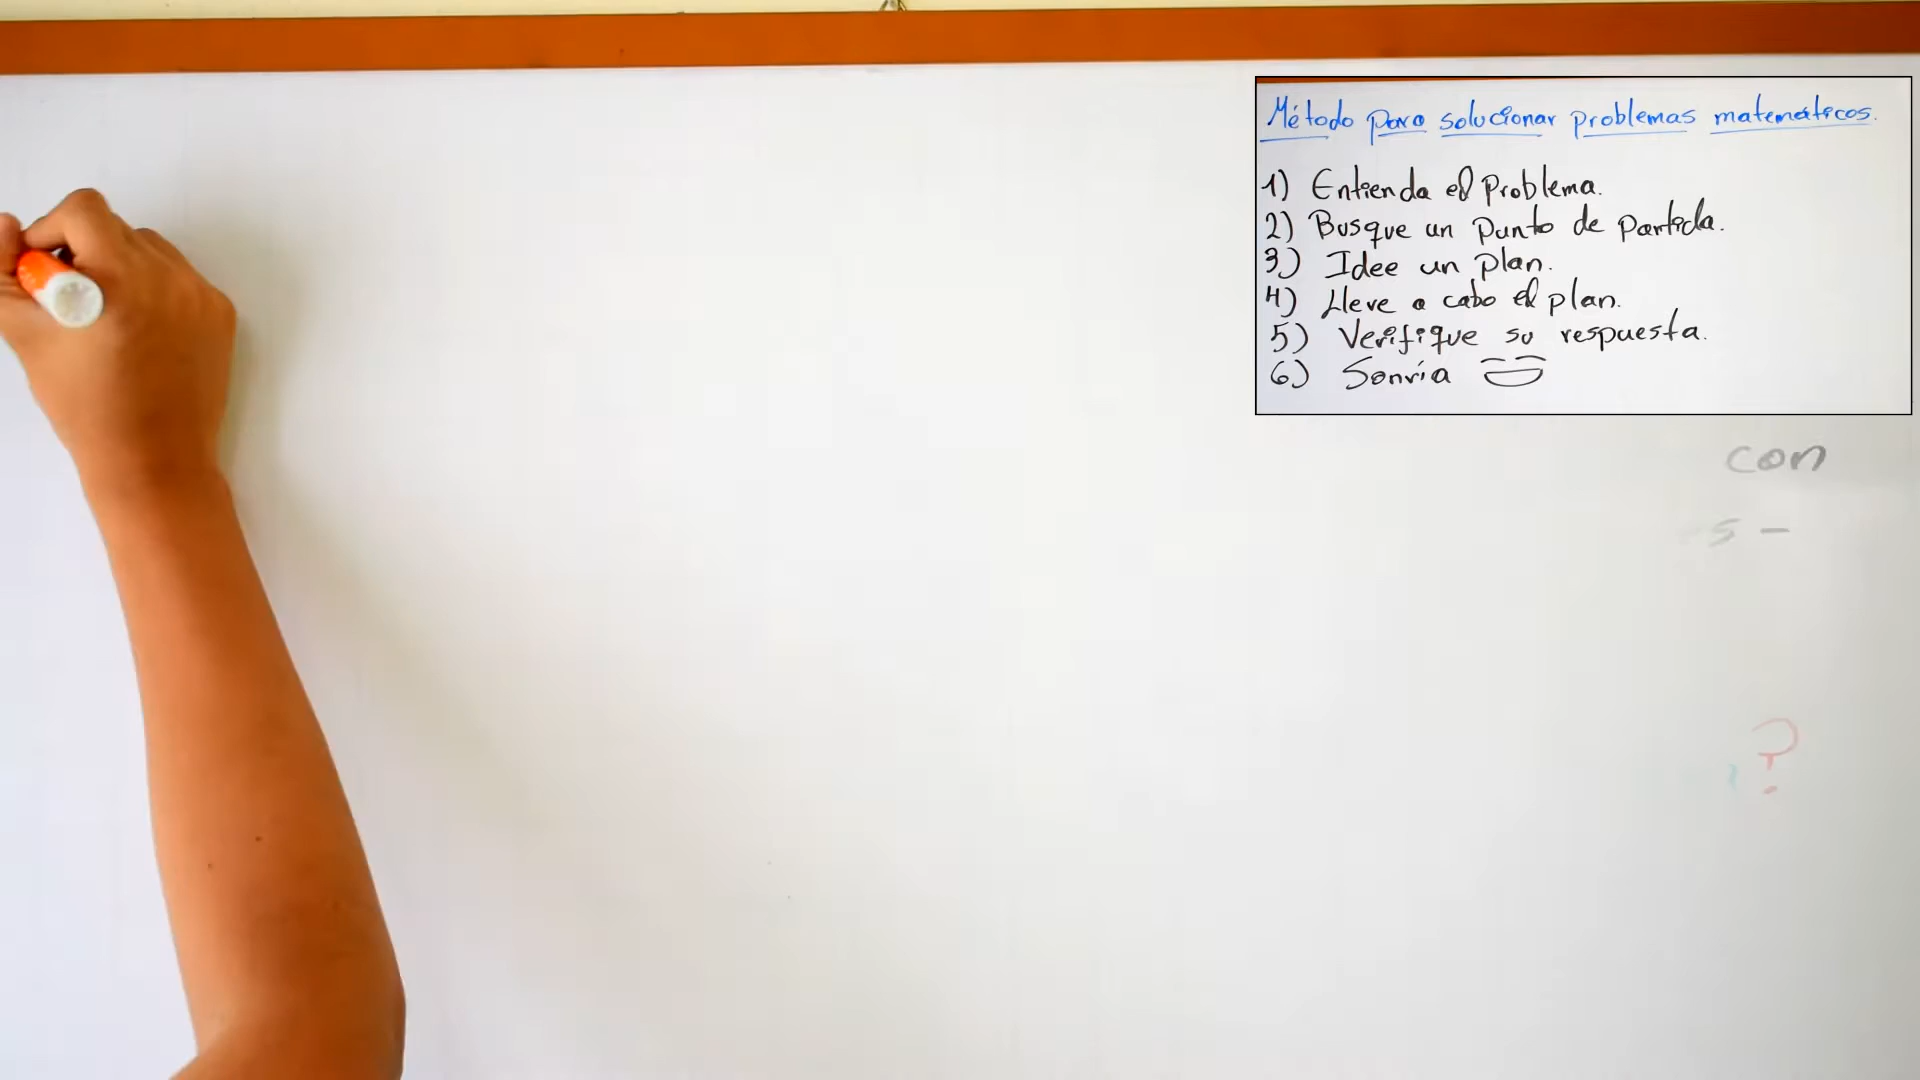 Método para solucionar problemas matemáticos.
1) Entienda el problema.
2) Busque un punto de partida.
3) Idee un plan.
4) Lleve a cabo el plan.
5) Verifique su respuesta.
6) Sonría
con
s -
?